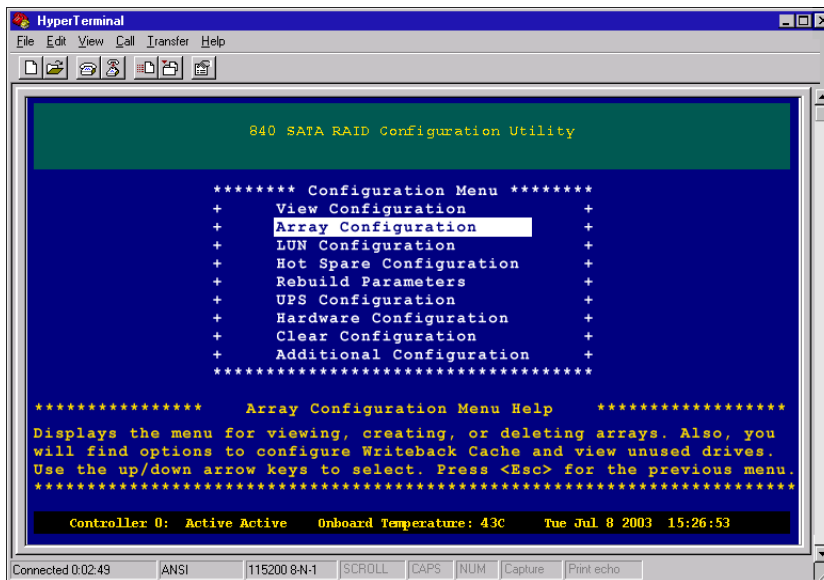 HyperTerminal
File Edit View Call Transfer Help
840 SATA RAID Configuration Utility
******** Configuration Menu ********
+ View Configuration +
+ Array Configuration +
+ LUN Configuration +
+ Hot Spare Configuration +
+ Rebuild Parameters +
+ UPS Configuration +
+ Hardware Configuration +
+ Clear Configuration +
+ Additional Configuration +
************************************
**************** Array Configuration Menu Help ******************
Displays the menu for viewing, creating, or deleting arrays. Also, you
will find options to configure Writeback Cache and view unused drives.
Use the up/down arrow keys to select. Press <Esc> for the previous menu.
************************************************************************
Controller 0: Active Active Onboard Temperature: 43C Tue Jul 8 2003 15:26:53
Connected 0:02:49 ANSI 115200 8-N-1 SCROLL CAPS NUM Capture Print echo